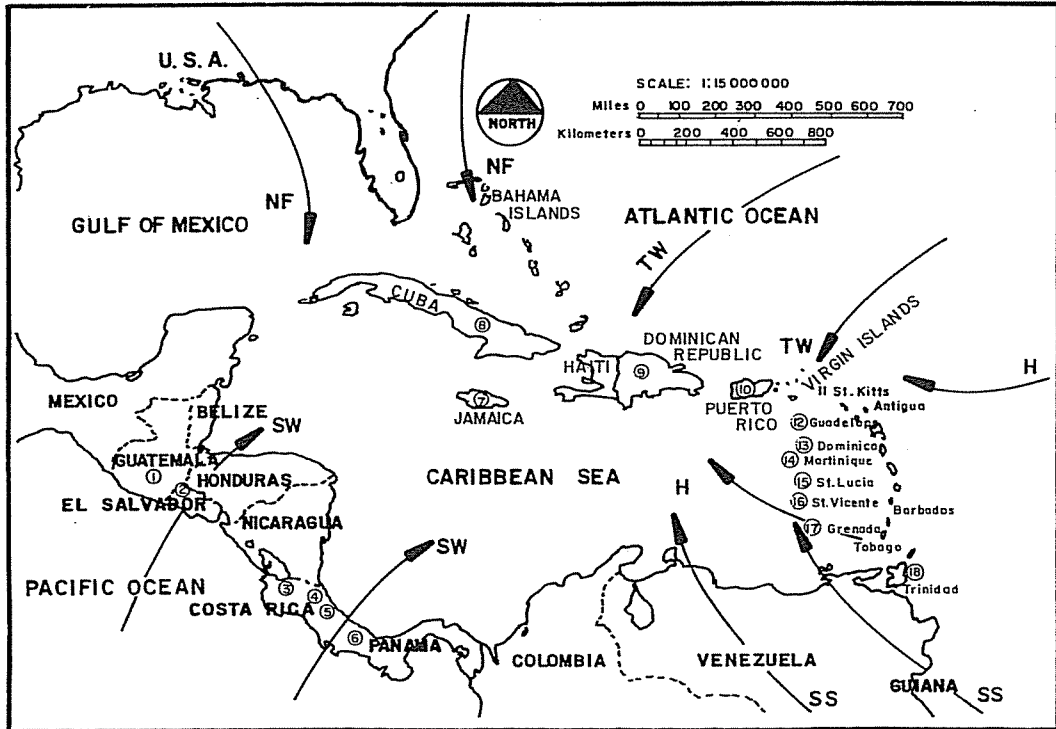 U.S.A.
SCALE: 1:15 000 000
Miles 0 100 200 300 400 500 600 700
Kilometers 0 200 400 600 800
NORTH
NF
NF
BAHAMA
ISLANDS
ATLANTIC OCEAN
GULF OF MEXICO
TW
CUBA
8
DOMINICAN
REPUBLIC
TW
VIRGIN ISLANDS
H
HAITI
9
10
PUERTO
RICO
11 St. Kitts
Antigua
MEXICO
7
JAMAICA
BELIZE
SW
12 Guadelope
13 Dominica
14 Martinique
GUATEMALA
1
HONDURAS
CARIBBEAN SEA
H
15 St.Lucia
2
EL SALVADOR
16 St.Vicente
Barbados
NICARAGUA
17 Grenada
Tobago
SW
PACIFIC OCEAN
18
Trinidad
3
4
COSTA RICA
5
6
PANAMA
COLOMBIA
VENEZUELA
GUIANA
SS
SS